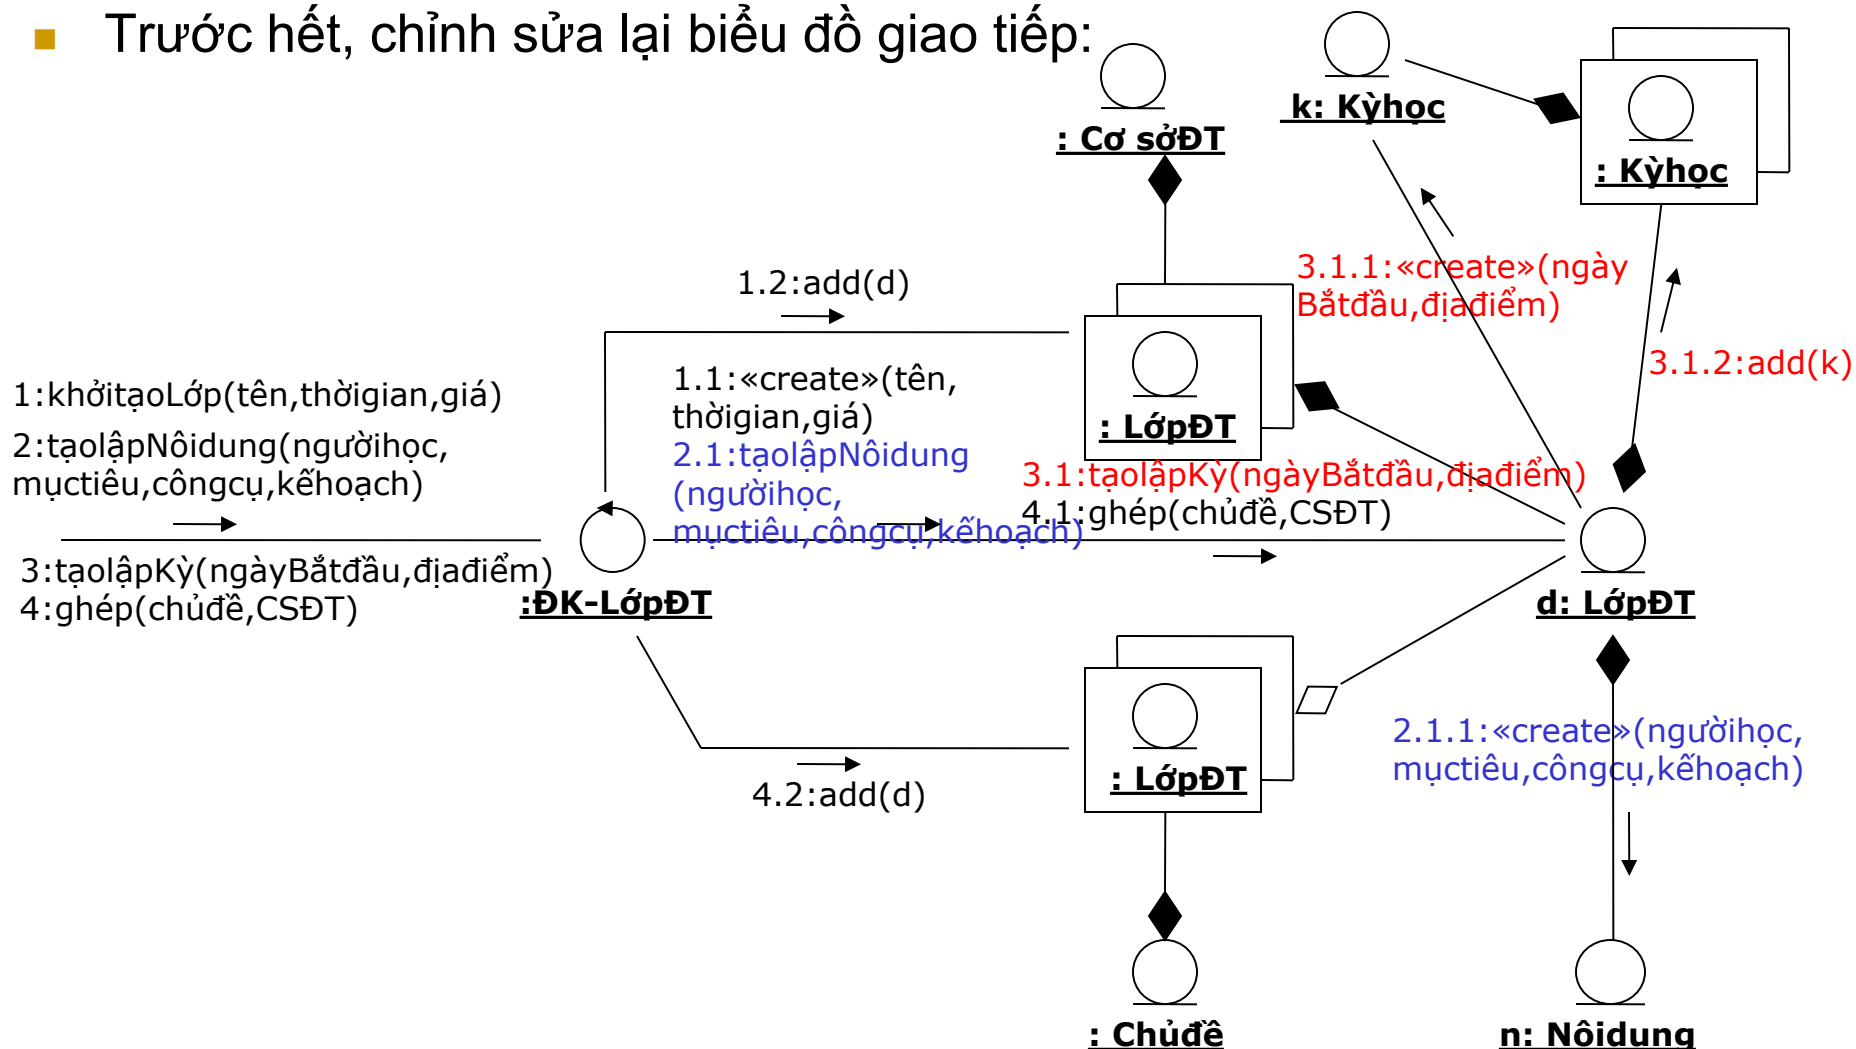 Trước hết, chỉnh sửa lại biểu đồ giao tiếp:
k: Kỳhọc
: Cơ sởĐT
: Kỳhọc
1.2:add(d)
3.1.1:«create»(ngày
Bắtđầu,địađiểm)
3.1.2:add(k)
1:khởitạoLớp(tên,thờigian,giá)
2:tạolậpNôidung(ngườihọc,
mụctiêu,côngcụ,kếhoạch)
1.1:«create»(tên,
thờigian,giá)
2.1:tạolậpNôidung
(ngườihọc,
mụctiêu,côngcụ,kếhoạch)
: LớpĐT
3.1:tạolậpKỳ(ngàyBắtđầu,địađiểm)
4.1:ghép(chủđề,CSĐT)
3:tạolậpKỳ(ngàyBắtđầu,địađiểm)
4:ghép(chủđề,CSĐT)
:ĐK-LớpĐT
d: LớpĐT
: LớpĐT
4.2:add(d)
2.1.1:«create»(ngườihọc,
mụctiêu,côngcụ,kếhoạch)
: Chủđề
n: Nôidung